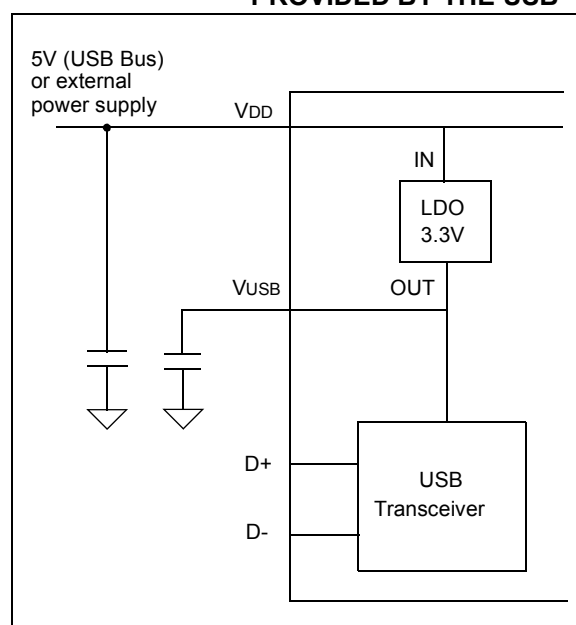 PROVIDED BY THE USB
5V (USB Bus)
or external
power supply
VDD
IN
LDO
3.3V
VUSB
OUT
D+
USB
Transceiver
D-